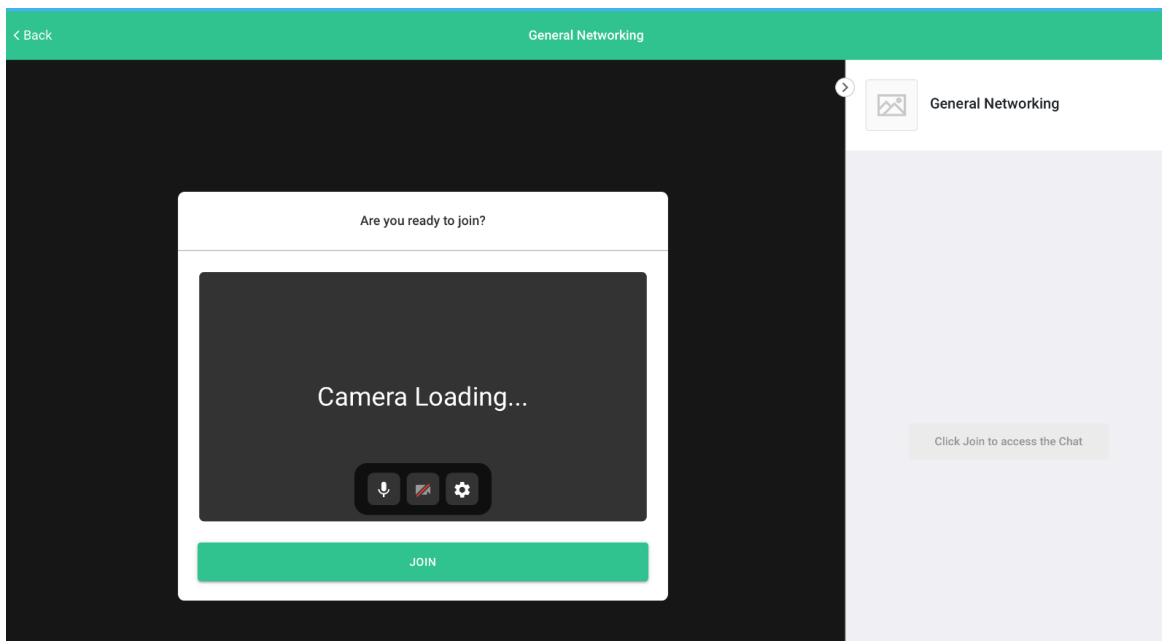 Back
General Networking
General Networking
Are you ready to join?
Camera Loading...
Click Join to access the Chat
JOIN